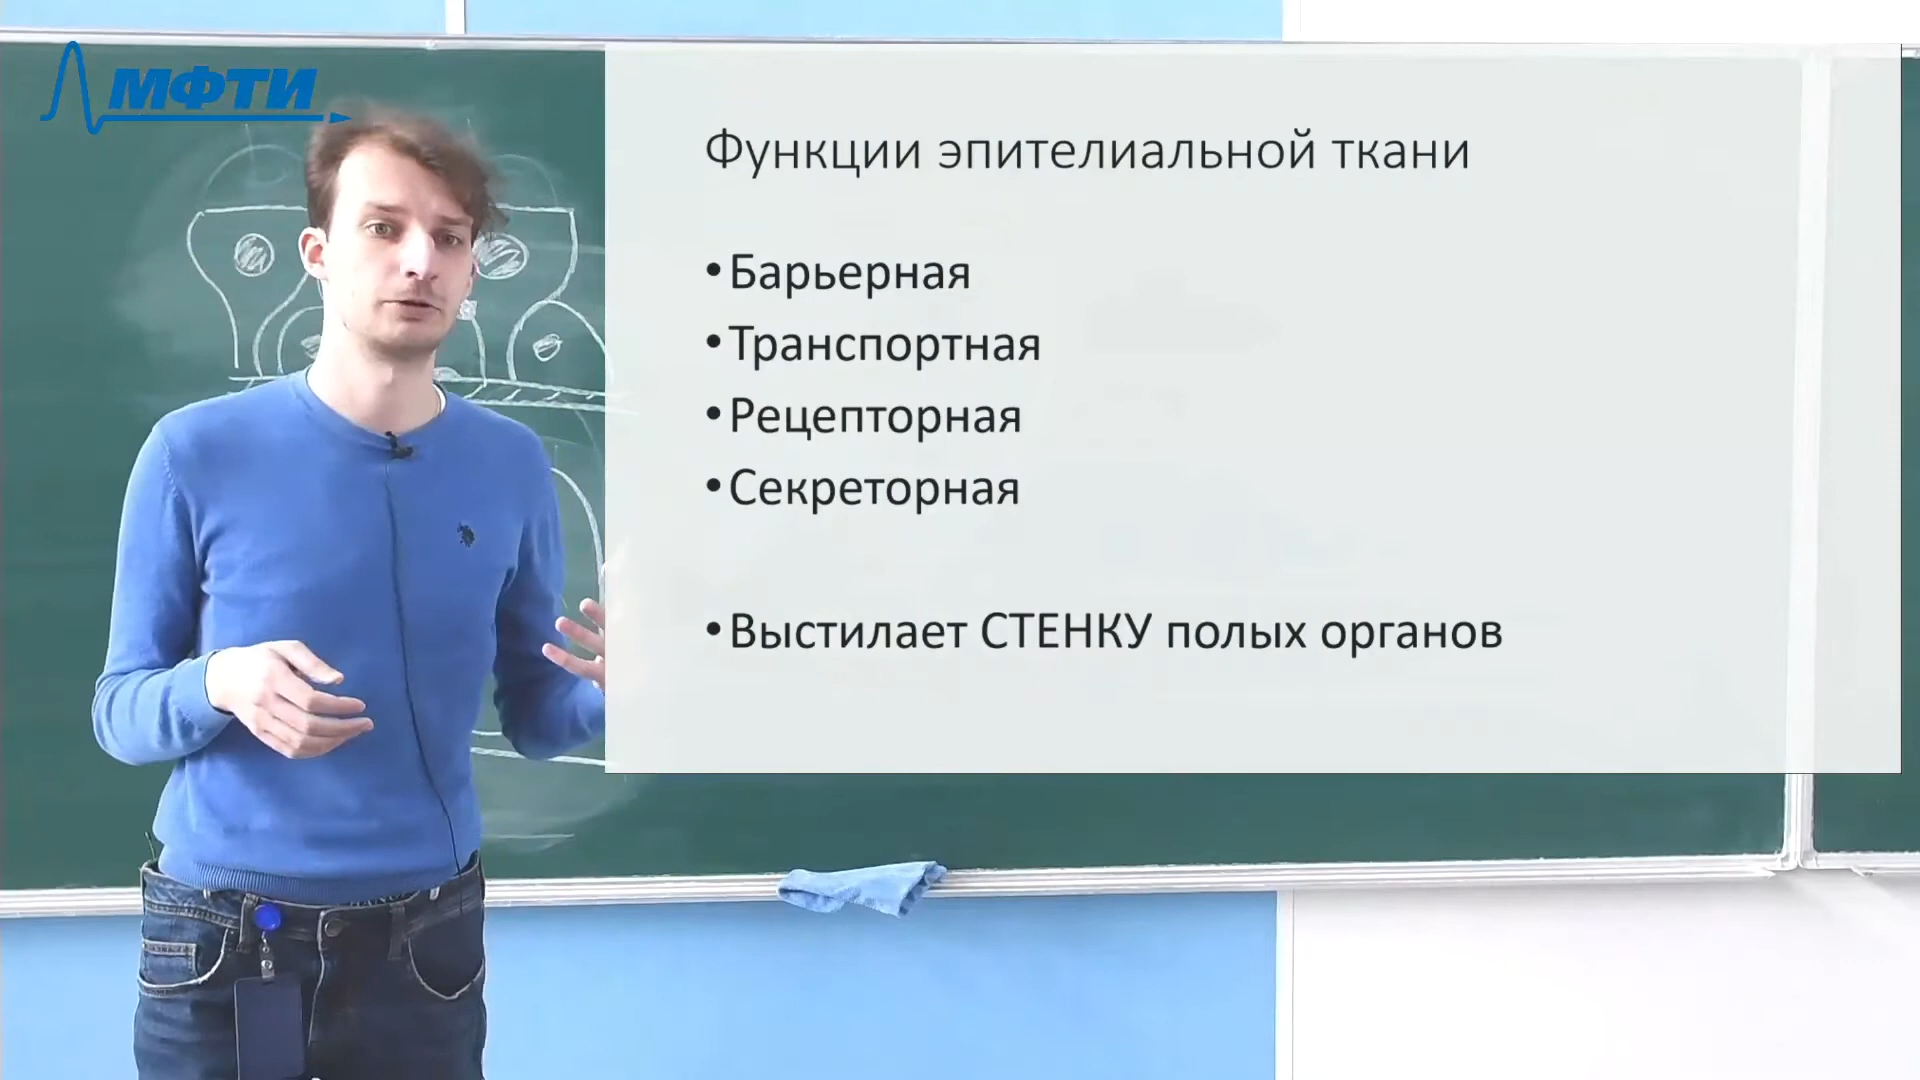 МФТИ
Функции эпителиальной ткани
•Барьерная
•Транспортная
•Рецепторная
•Секреторная
•Выстилает СТЕНКУ полых органов